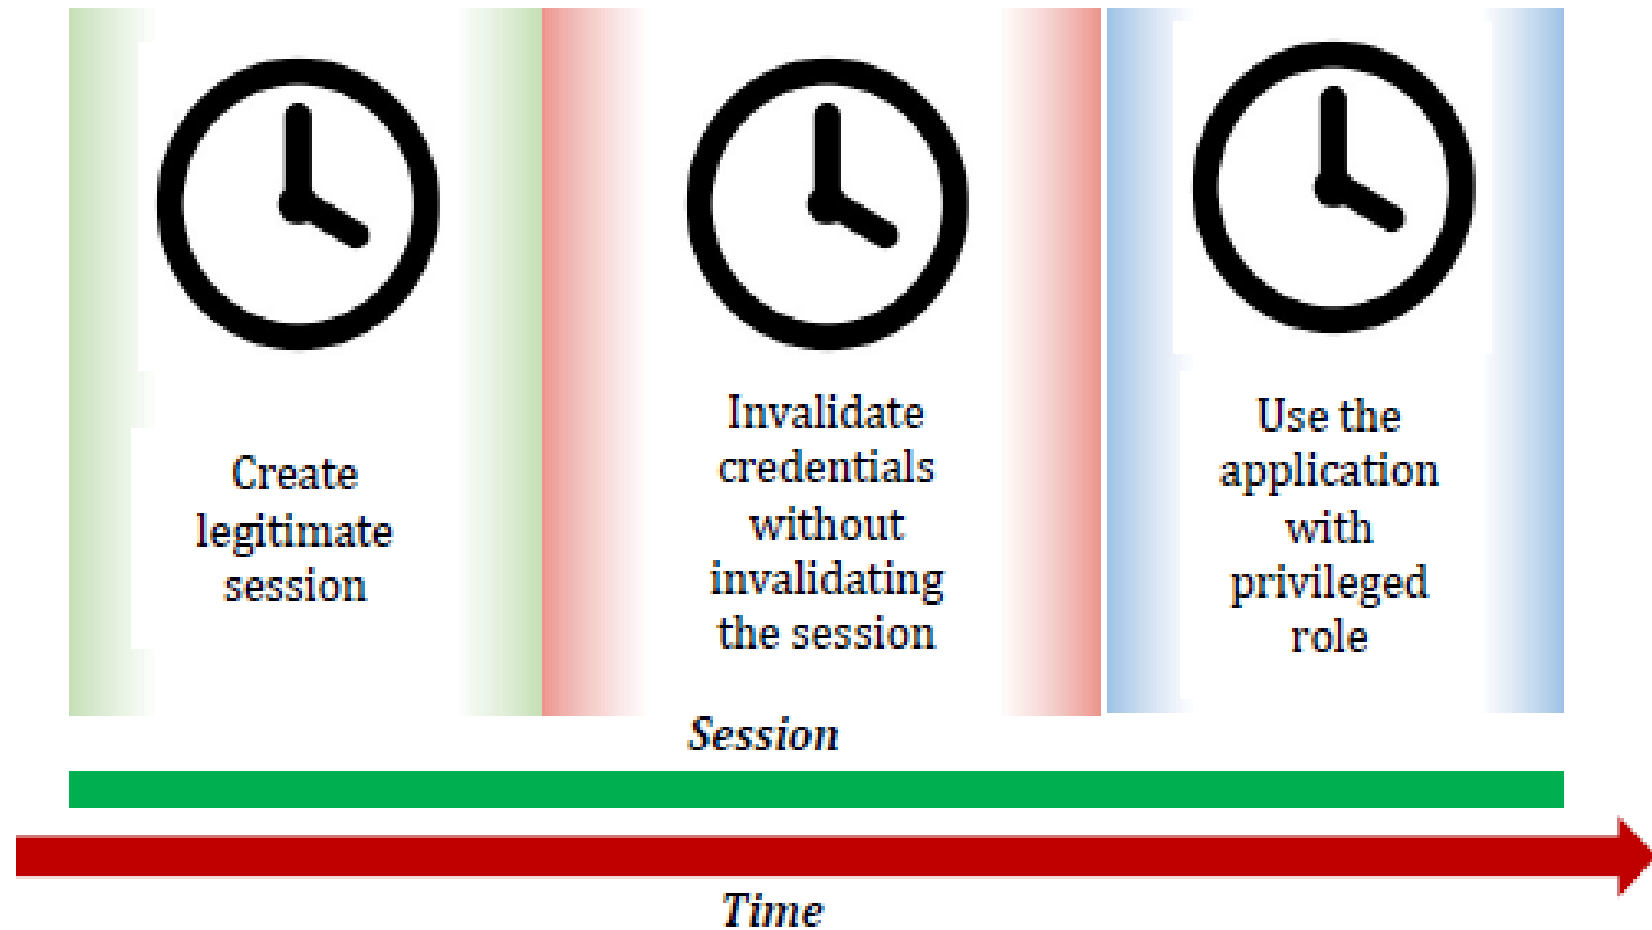 Create
legitimate
session
Invalidate
credentials
without
invalidating
the session
Use the
application
with
privileged
role
Session
Time